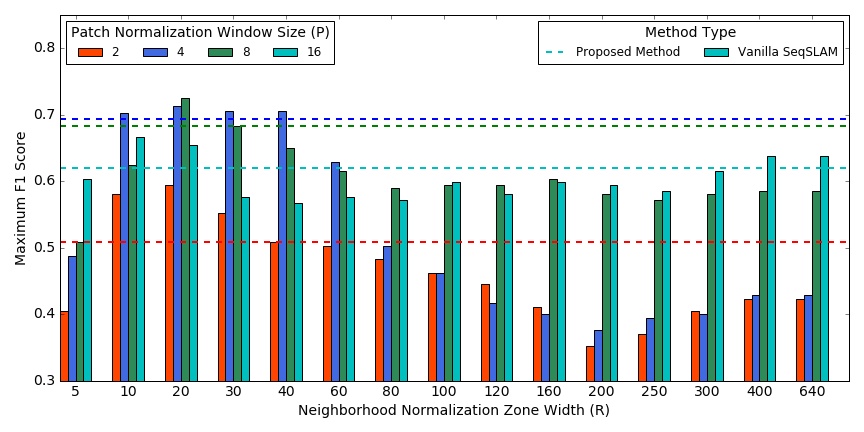 Patch Normalization Window Size (P)
2 4 8 16
Method Type
Proposed Method Vanilla SeqSLAM
Maximum F1 Score
0.8
0.7
0.6
0.5
0.4
0.3
5 10 20 30 40 60 80 100 120 160 200 250 300 400 640
Neighborhood Normalization Zone Width (R)